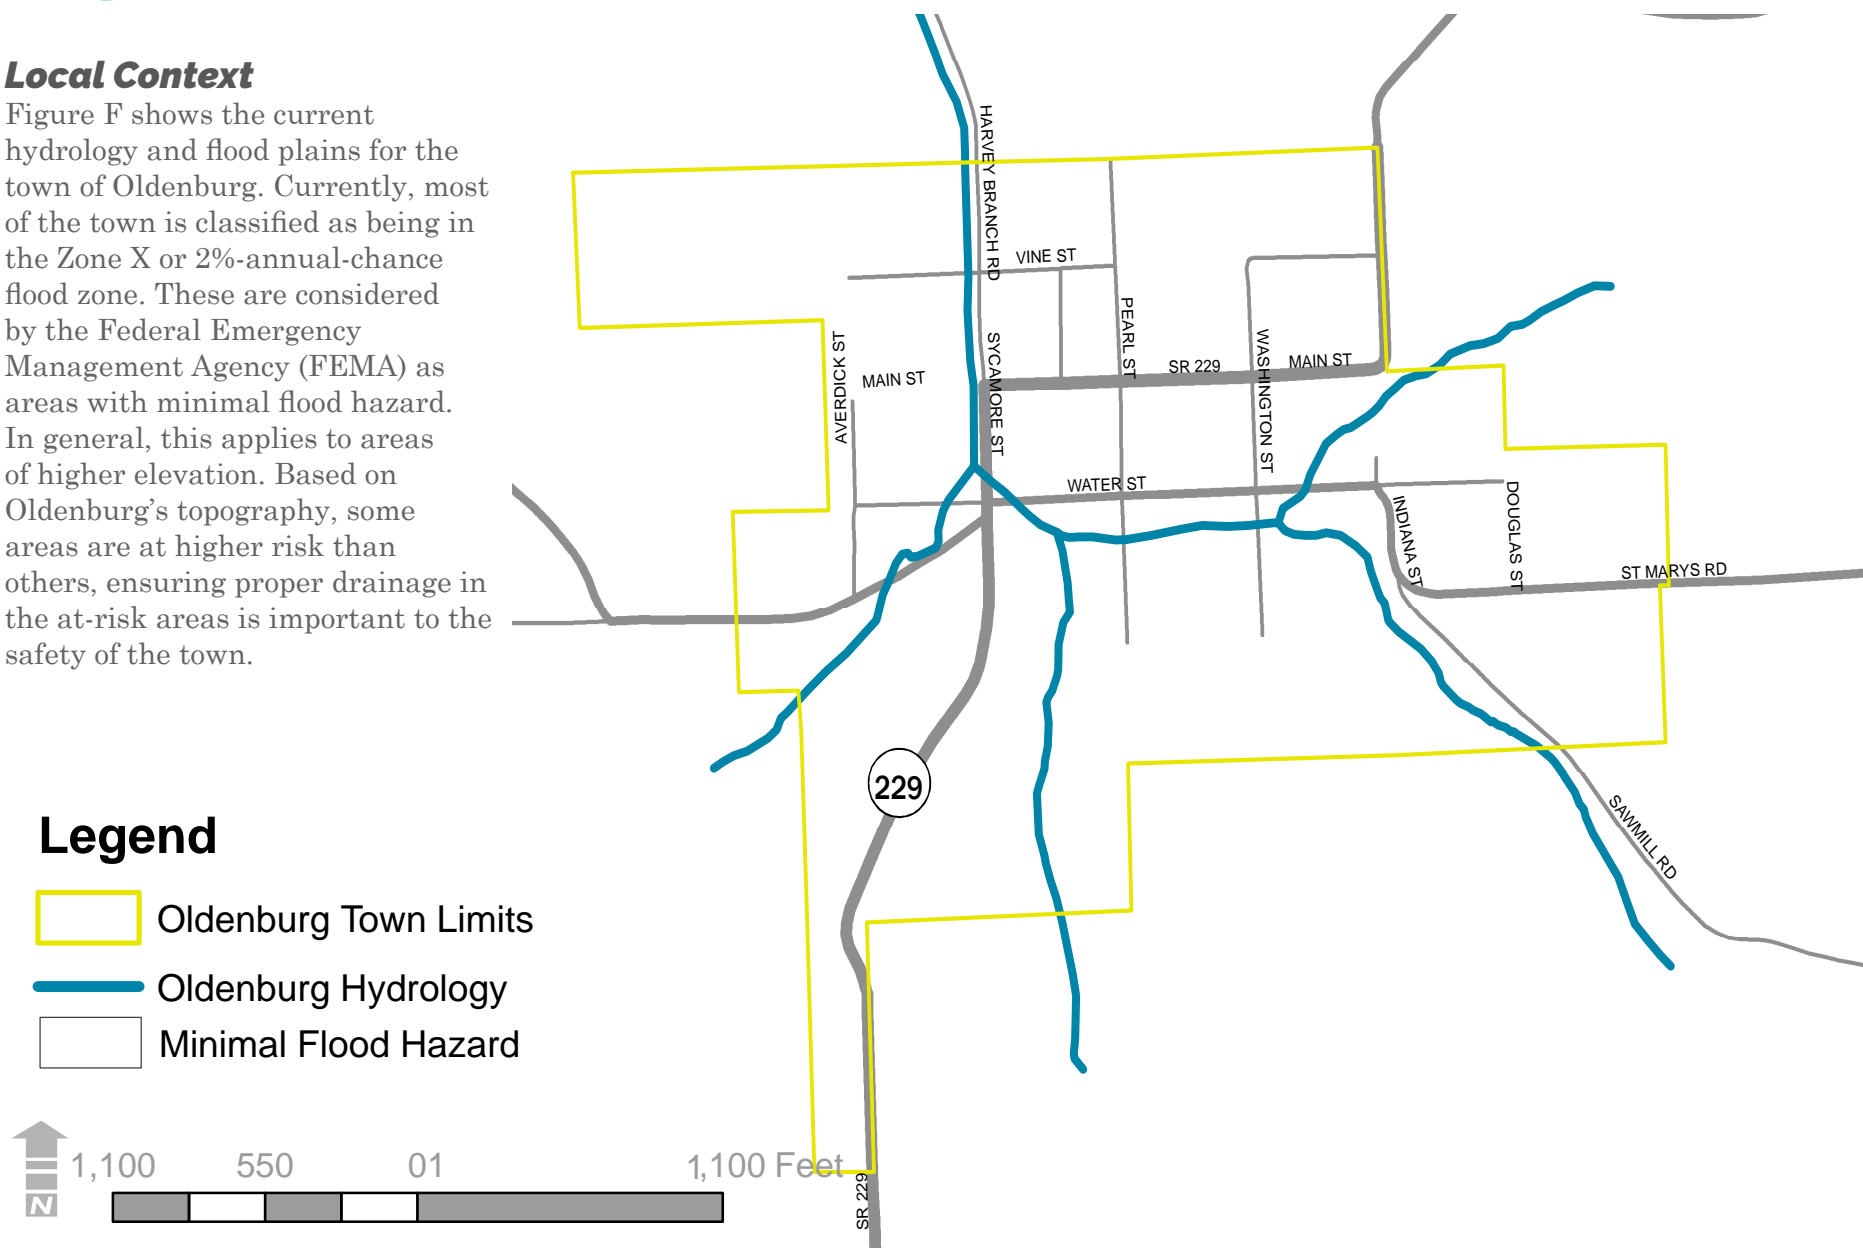 Local Context
Figure F shows the current
hydrology and flood plains for the
town of Oldenburg. Currently, most
of the town is classified as being in
the Zone X or 2%-annual-chance
flood zone. These are considered
by the Federal Emergency
Management Agency (FEMA) as
areas with minimal flood hazard.
In general, this applies to areas
of higher elevation. Based on
Oldenburg’s topography, some
areas are at higher risk than
others, ensuring proper drainage in
the at-risk areas is important to the
safety of the town.
Legend
Oldenburg Town Limits
Oldenburg Hydrology
Minimal Flood Hazard
N
1,100 550 01 1,100 Feet
HARVEY BRANCH RD
VINE ST
PEARL ST
AVERDICK ST
MAIN ST
SYCAMORE ST
SR 229
WASHINGTON ST
MAIN ST
WATER ST
INDIANA ST
DOUGLAS ST
ST MARYS RD
229
SAWMILL RD
SR 229